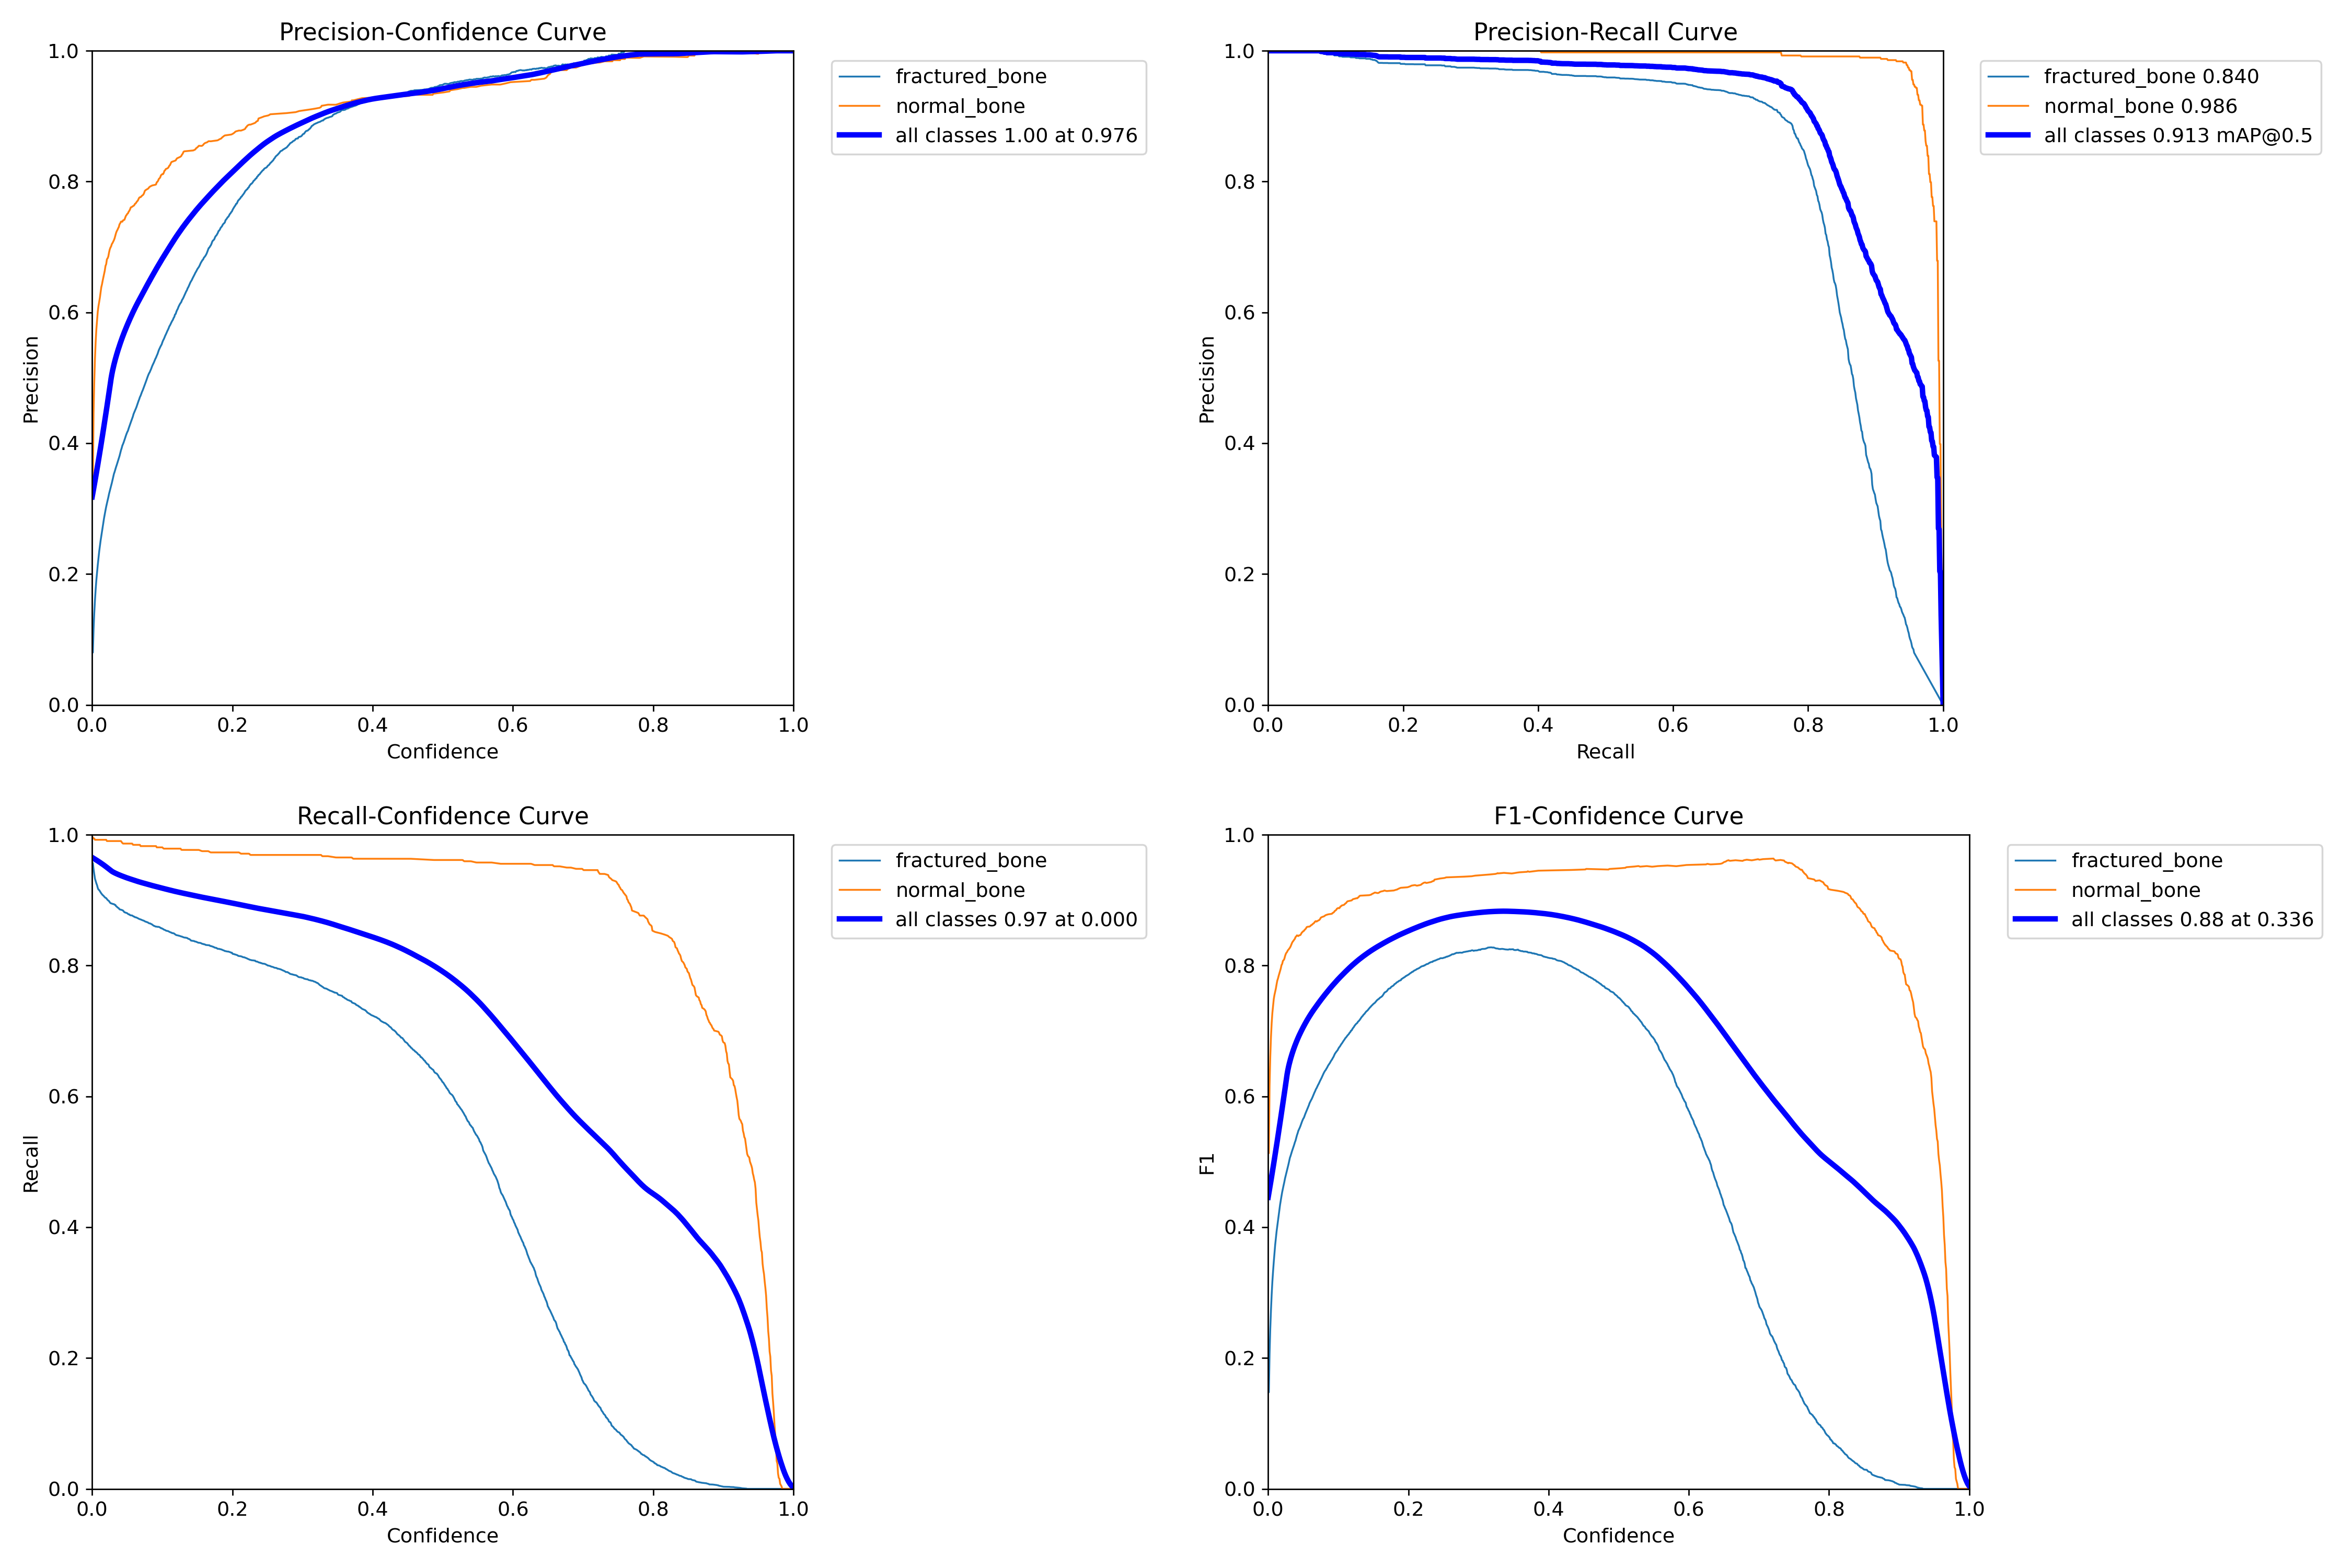 Precision-Confidence Curve
1.0
0.8
0.6
0.4
0.2
0.0
Precision
0.0 0.2 0.4 0.6 0.8 1.0
Confidence
fractured_bone
normal_bone
all classes 1.00 at 0.976
Precision-Recall Curve
1.0
0.8
0.6
0.4
0.2
0.0
Precision
0.0 0.2 0.4 0.6 0.8 1.0
Recall
fractured_bone 0.840
normal_bone 0.986
all classes 0.913 mAP@0.5
Recall-Confidence Curve
1.0
0.8
0.6
0.4
0.2
0.0
Recall
0.0 0.2 0.4 0.6 0.8 1.0
Confidence
fractured_bone
normal_bone
all classes 0.97 at 0.000
F1-Confidence Curve
1.0
0.8
0.6
0.4
0.2
0.0
F1
0.0 0.2 0.4 0.6 0.8 1.0
Confidence
fractured_bone
normal_bone
all classes 0.88 at 0.336